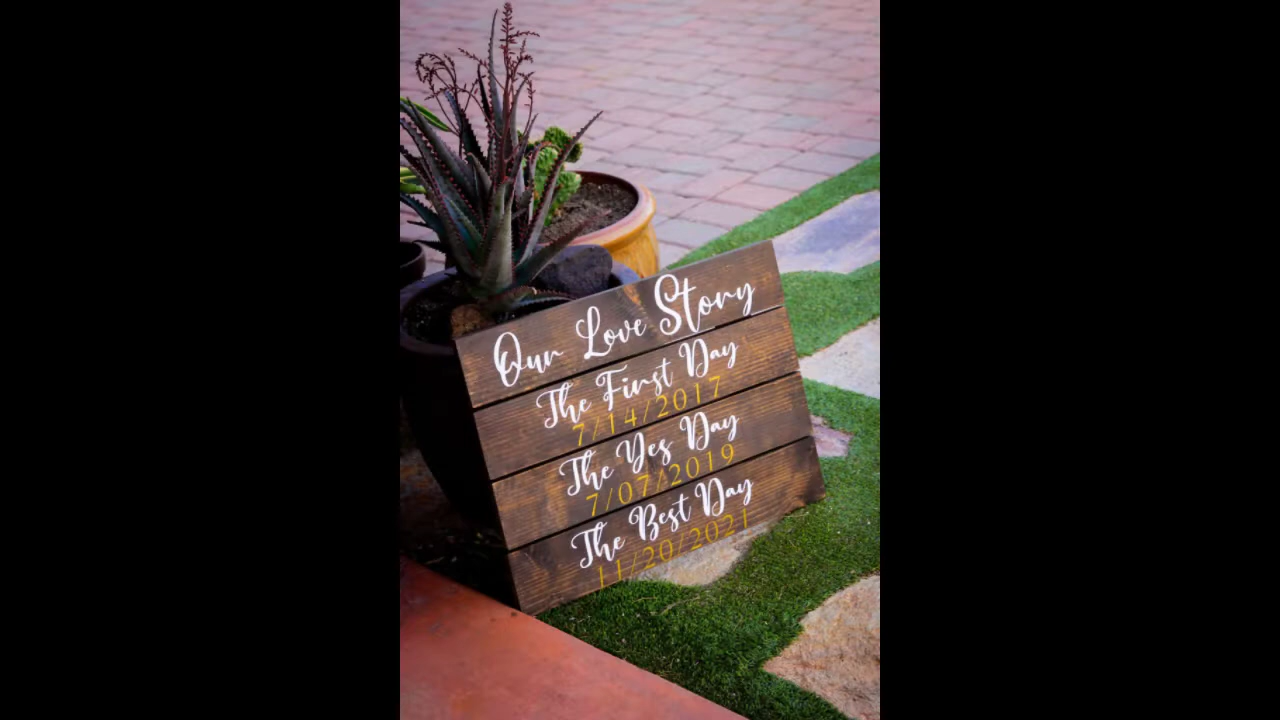 Our Love Story
The First Day
7/14/2017
The Yes Day
7/07/2019
The Best Day
11/20/2021